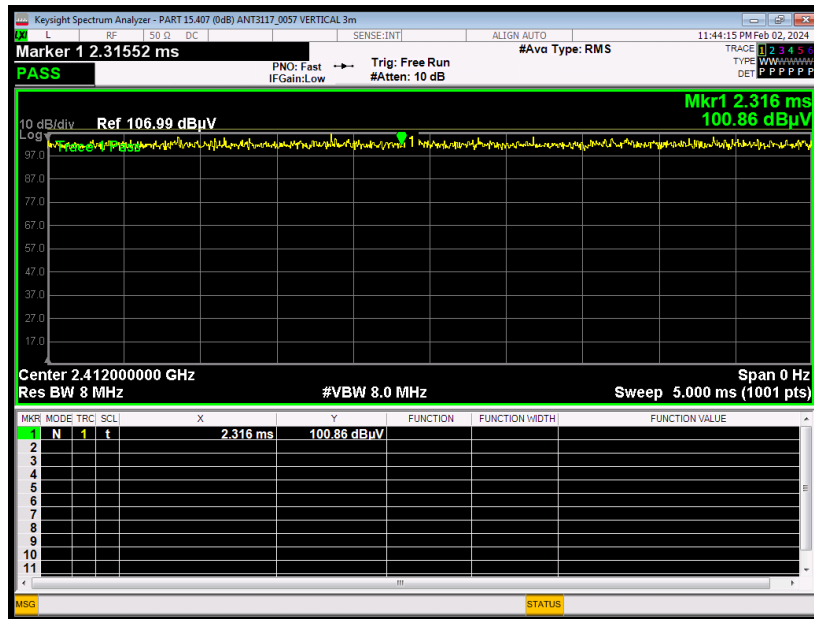 Keysight Spectrum Analyzer - PART 15.407 (0dB) ANT3117_0057 VERTICAL 3m
LXI L RF 50 Ω DC SENSE:INT ALIGN AUTO 11:44:15 PM Feb 02, 2024
Marker 1 2.31552 ms #Avg Type: RMS TRACE 1 2 3 4 5 6
PNO: Fast Trig: Free Run TYPE WWWWWW
PASS IFGain:Low #Atten: 10 dB DET P P P P P P
Mkr1 2.316 ms
10 dB/div Ref 106.99 dBµV 100.86 dBµV
Log
Trace 1 Pass 1
97.0
87.0
77.0
67.0
57.0
47.0
37.0
27.0
17.0
Center 2.412000000 GHz Span 0 Hz
Res BW 8 MHz #VBW 8.0 MHz Sweep 5.000 ms (1001 pts)
MKR MODE TRC SCL X Y FUNCTION FUNCTION WIDTH FUNCTION VALUE
1 N 1 t 2.316 ms 100.86 dBµV
2
3
4
5
6
7
8
9
10
11
MSG STATUS